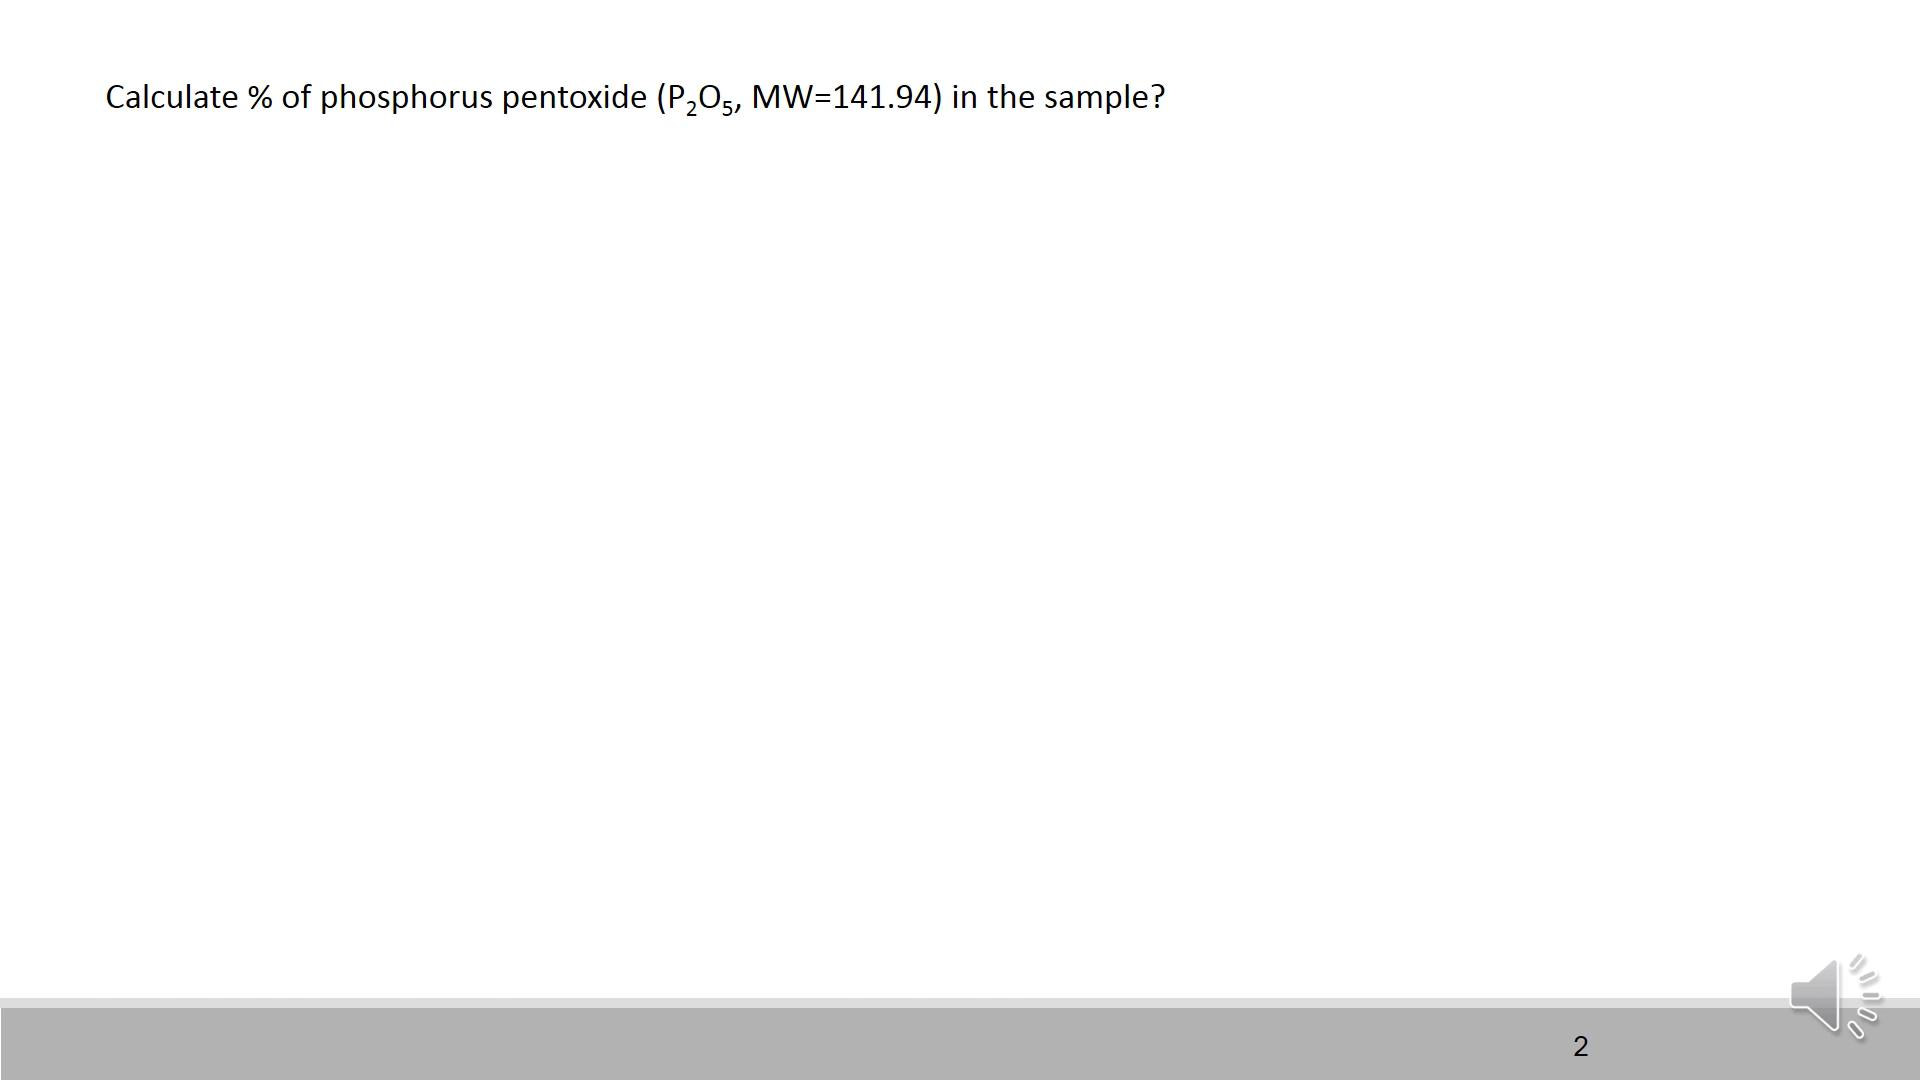 Calculate % of phosphorus pentoxide (P₂O₅, MW=141.94) in the sample?
2